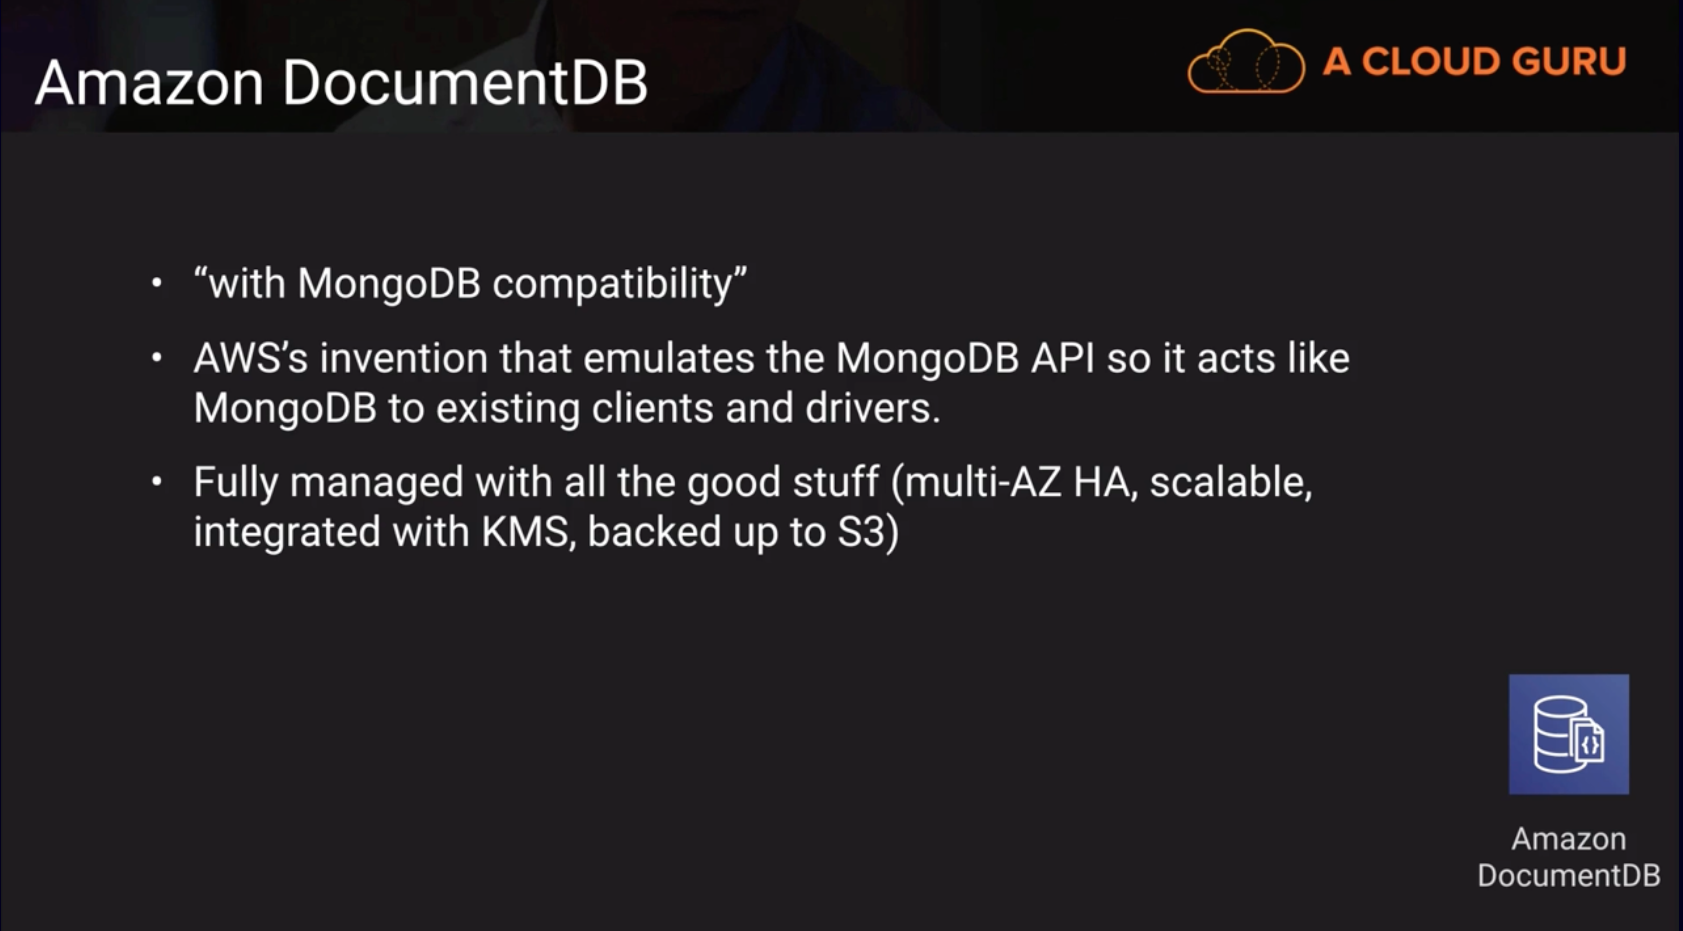 Amazon DocumentDB
A CLOUD GURU
• “with MongoDB compatibility”
• AWS’s invention that emulates the MongoDB API so it acts like
MongoDB to existing clients and drivers.
• Fully managed with all the good stuff (multi-AZ HA, scalable,
integrated with KMS, backed up to S3)
{}
Amazon
DocumentDB